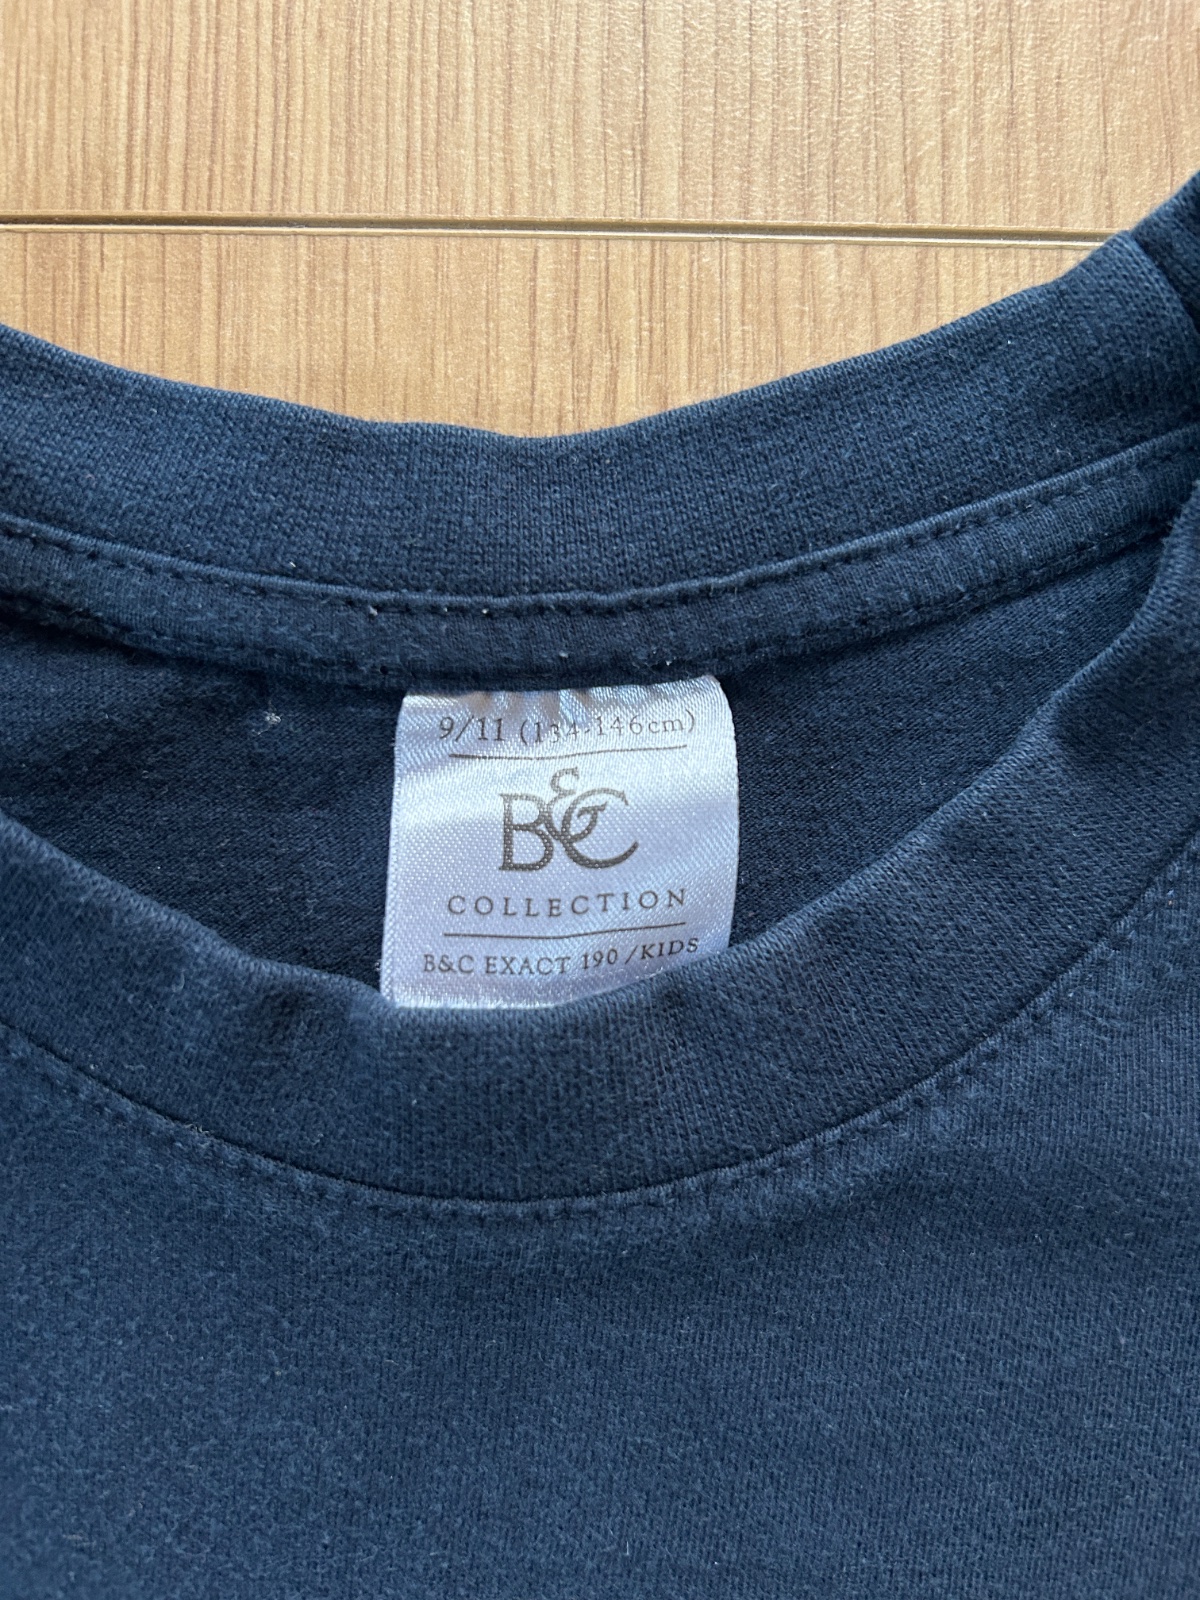 9/11 (134-146cm)
B&C
COLLECTION
B&C EXACT 190/KIDS